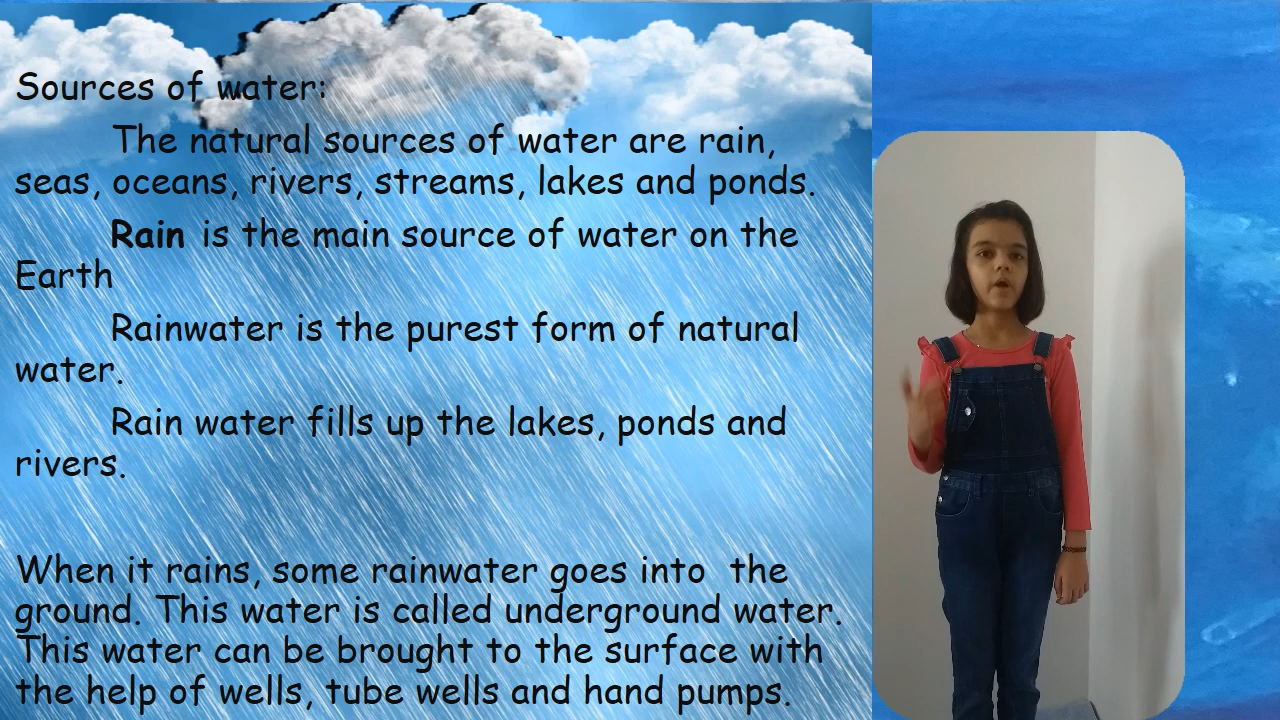 Sources of water:
The natural sources of water are rain,
seas, oceans, rivers, streams, lakes and ponds.
Rain is the main source of water on the
Earth
Rainwater is the purest form of natural
water.
Rain water fills up the lakes, ponds and
rivers.
When it rains, some rainwater goes into the
ground. This water is called underground water.
This water can be brought to the surface with
the help of wells, tube wells and hand pumps.